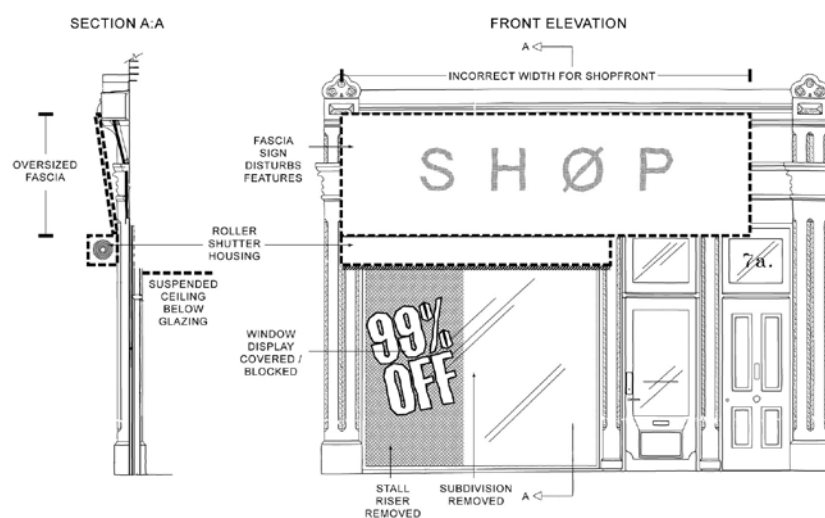 SECTION A:A
FRONT ELEVATION
A
INCORRECT WIDTH FOR SHOPFRONT
OVERSIZED
FASCIA
FASCIA
SIGN
DISTURBS
FEATURES
SHØP
ROLLER
SHUTTER
HOUSING
7a.
SUSPENDED
CEILING
BELOW
GLAZING
WINDOW
DISPLAY
COVERED /
BLOCKED
99%
OFF
STALL
RISER
REMOVED
SUBDIVISION
REMOVED
A